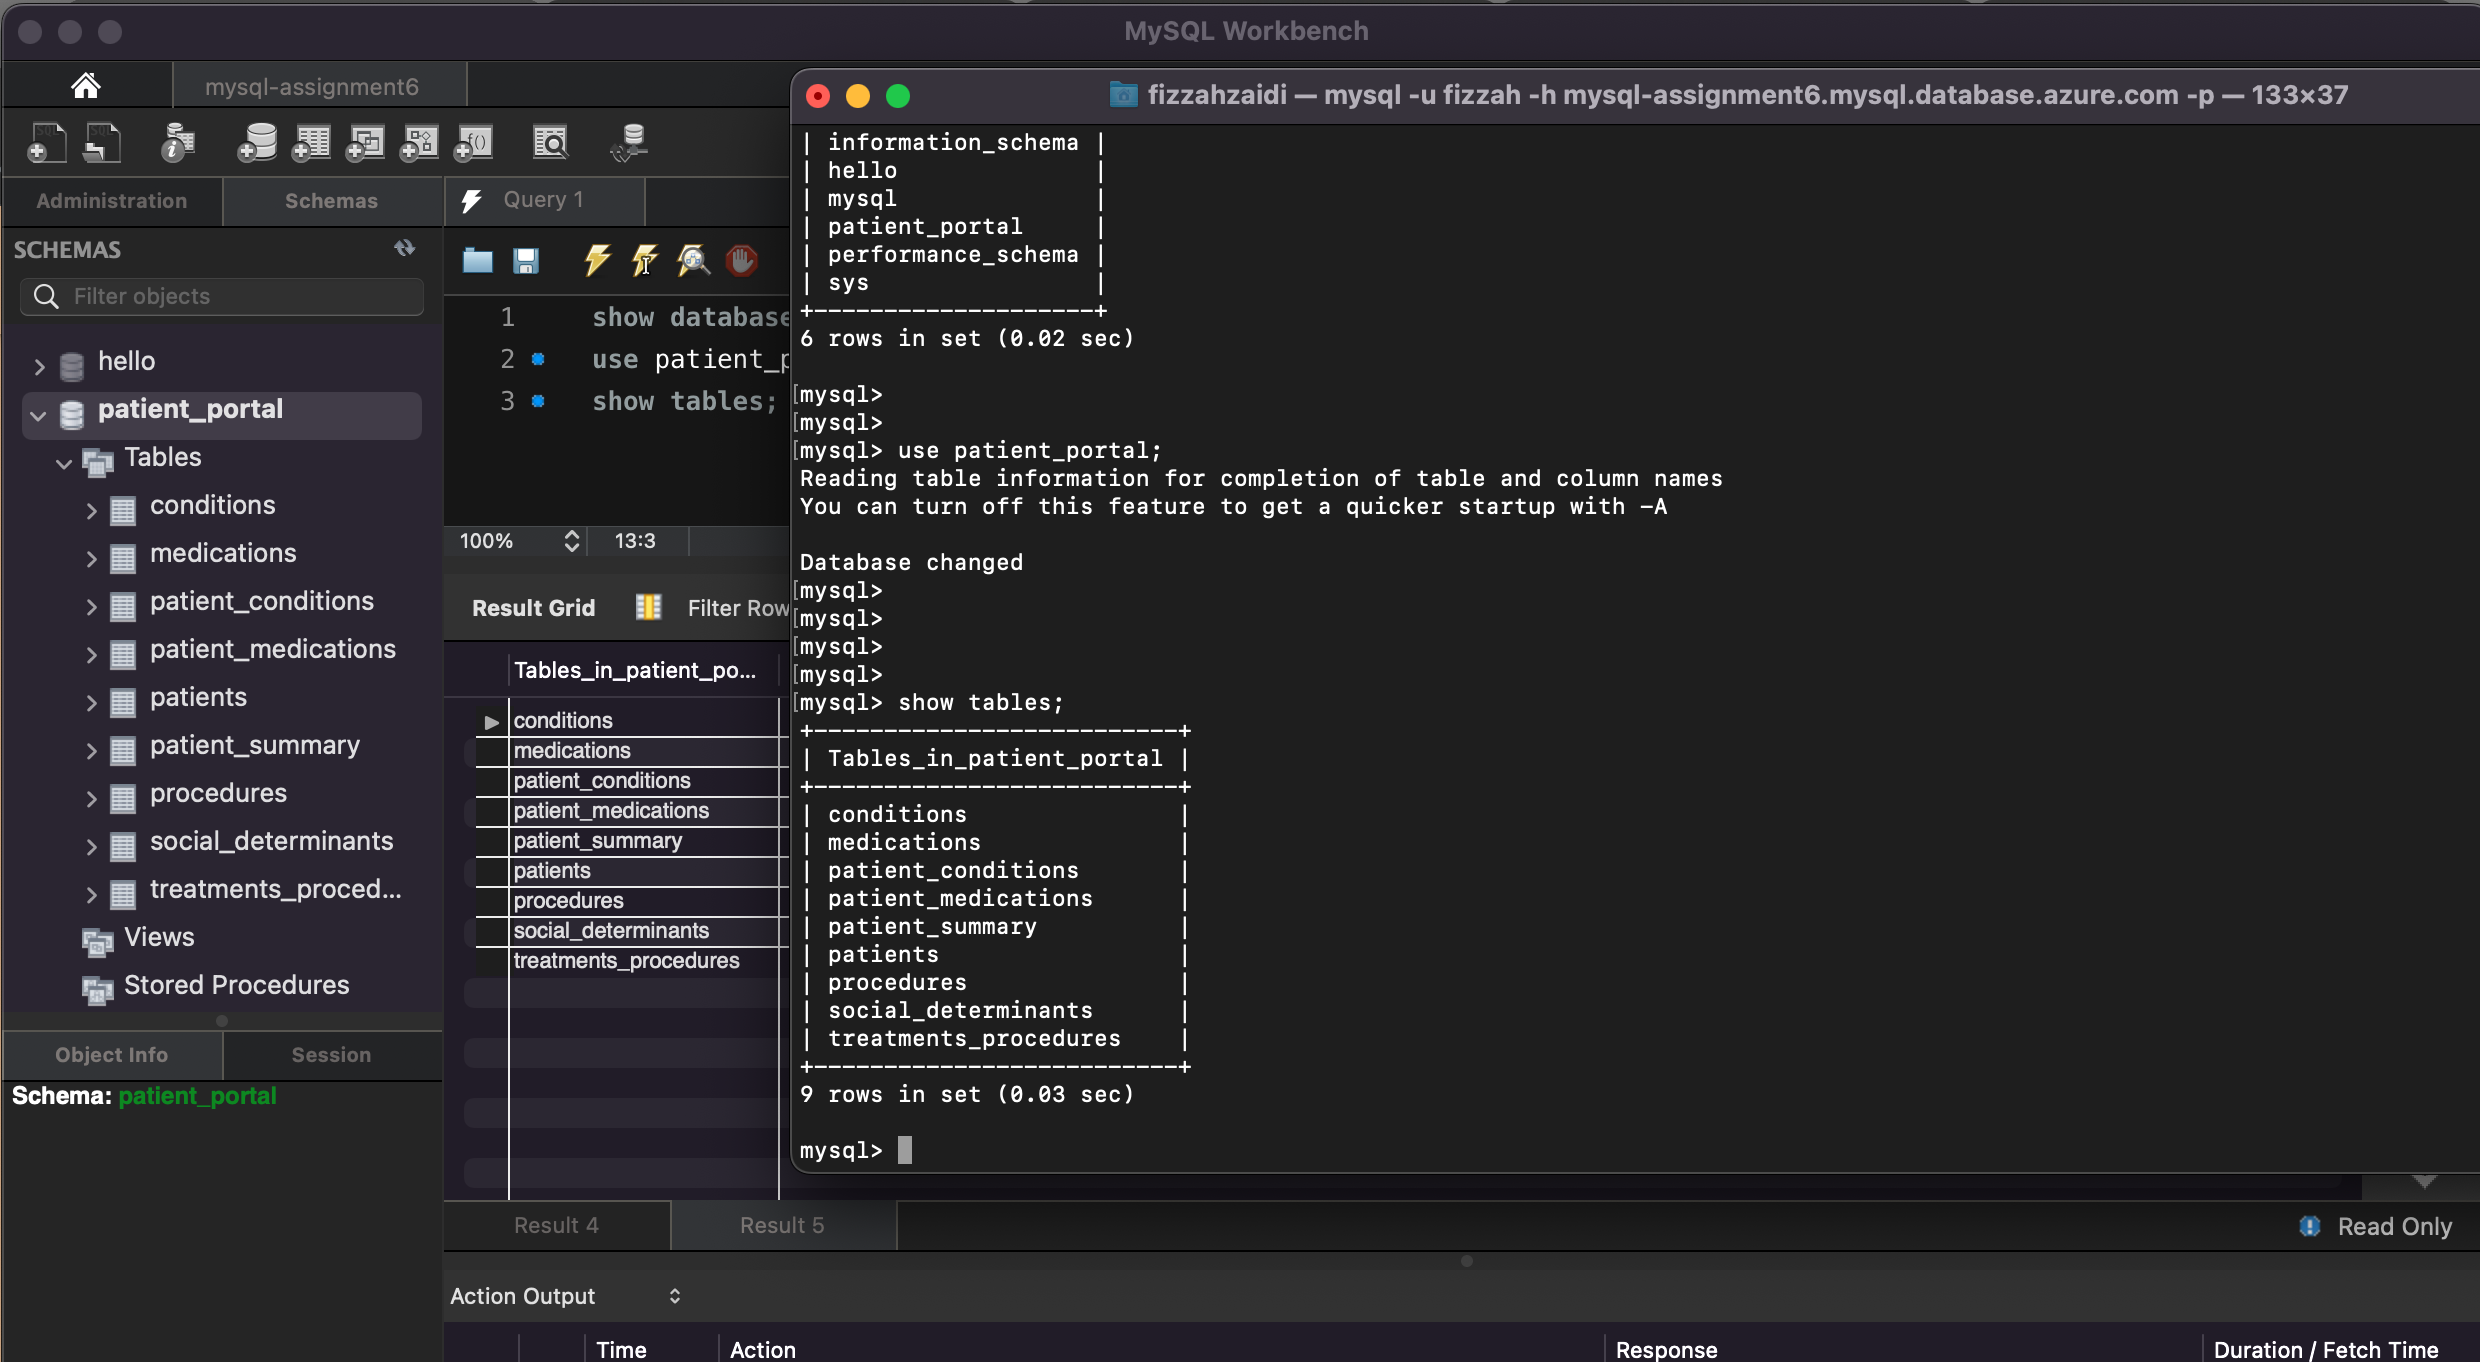 MySQL Workbench
mysql-assignment6
Administration
Schemas
SCHEMAS
Filter objects
hello
patient_portal
Tables
conditions
medications
patient_conditions
patient_medications
patients
patient_summary
procedures
social_determinants
treatments_proced...
Views
Stored Procedures
Object Info
Session
Schema: patient_portal
Query 1
1 show database
2 use patient_p
3 show tables;
100%
13:3
Result Grid
Filter Row
Tables_in_patient_po...
conditions
medications
patient_conditions
patient_medications
patient_summary
patients
procedures
social_determinants
treatments_procedures
fizzahzaidi — mysql -u fizzah -h mysql-assignment6.mysql.database.azure.com -p — 133×37
| information_schema |
| hello |
| mysql |
| patient_portal |
| performance_schema |
| sys |
+--------------------+
6 rows in set (0.02 sec)
[mysql>
[mysql>
[mysql> use patient_portal;
Reading table information for completion of table and column names
You can turn off this feature to get a quicker startup with -A
Database changed
[mysql>
[mysql>
[mysql>
[mysql>
[mysql> show tables;
+--------------------------+
| Tables_in_patient_portal |
+--------------------------+
| conditions |
| medications |
| patient_conditions |
| patient_medications |
| patient_summary |
| patients |
| procedures |
| social_determinants |
| treatments_procedures |
+--------------------------+
9 rows in set (0.03 sec)
mysql>
Result 4
Result 5
Read Only
Action Output
Time
Action
Response
Duration / Fetch Time